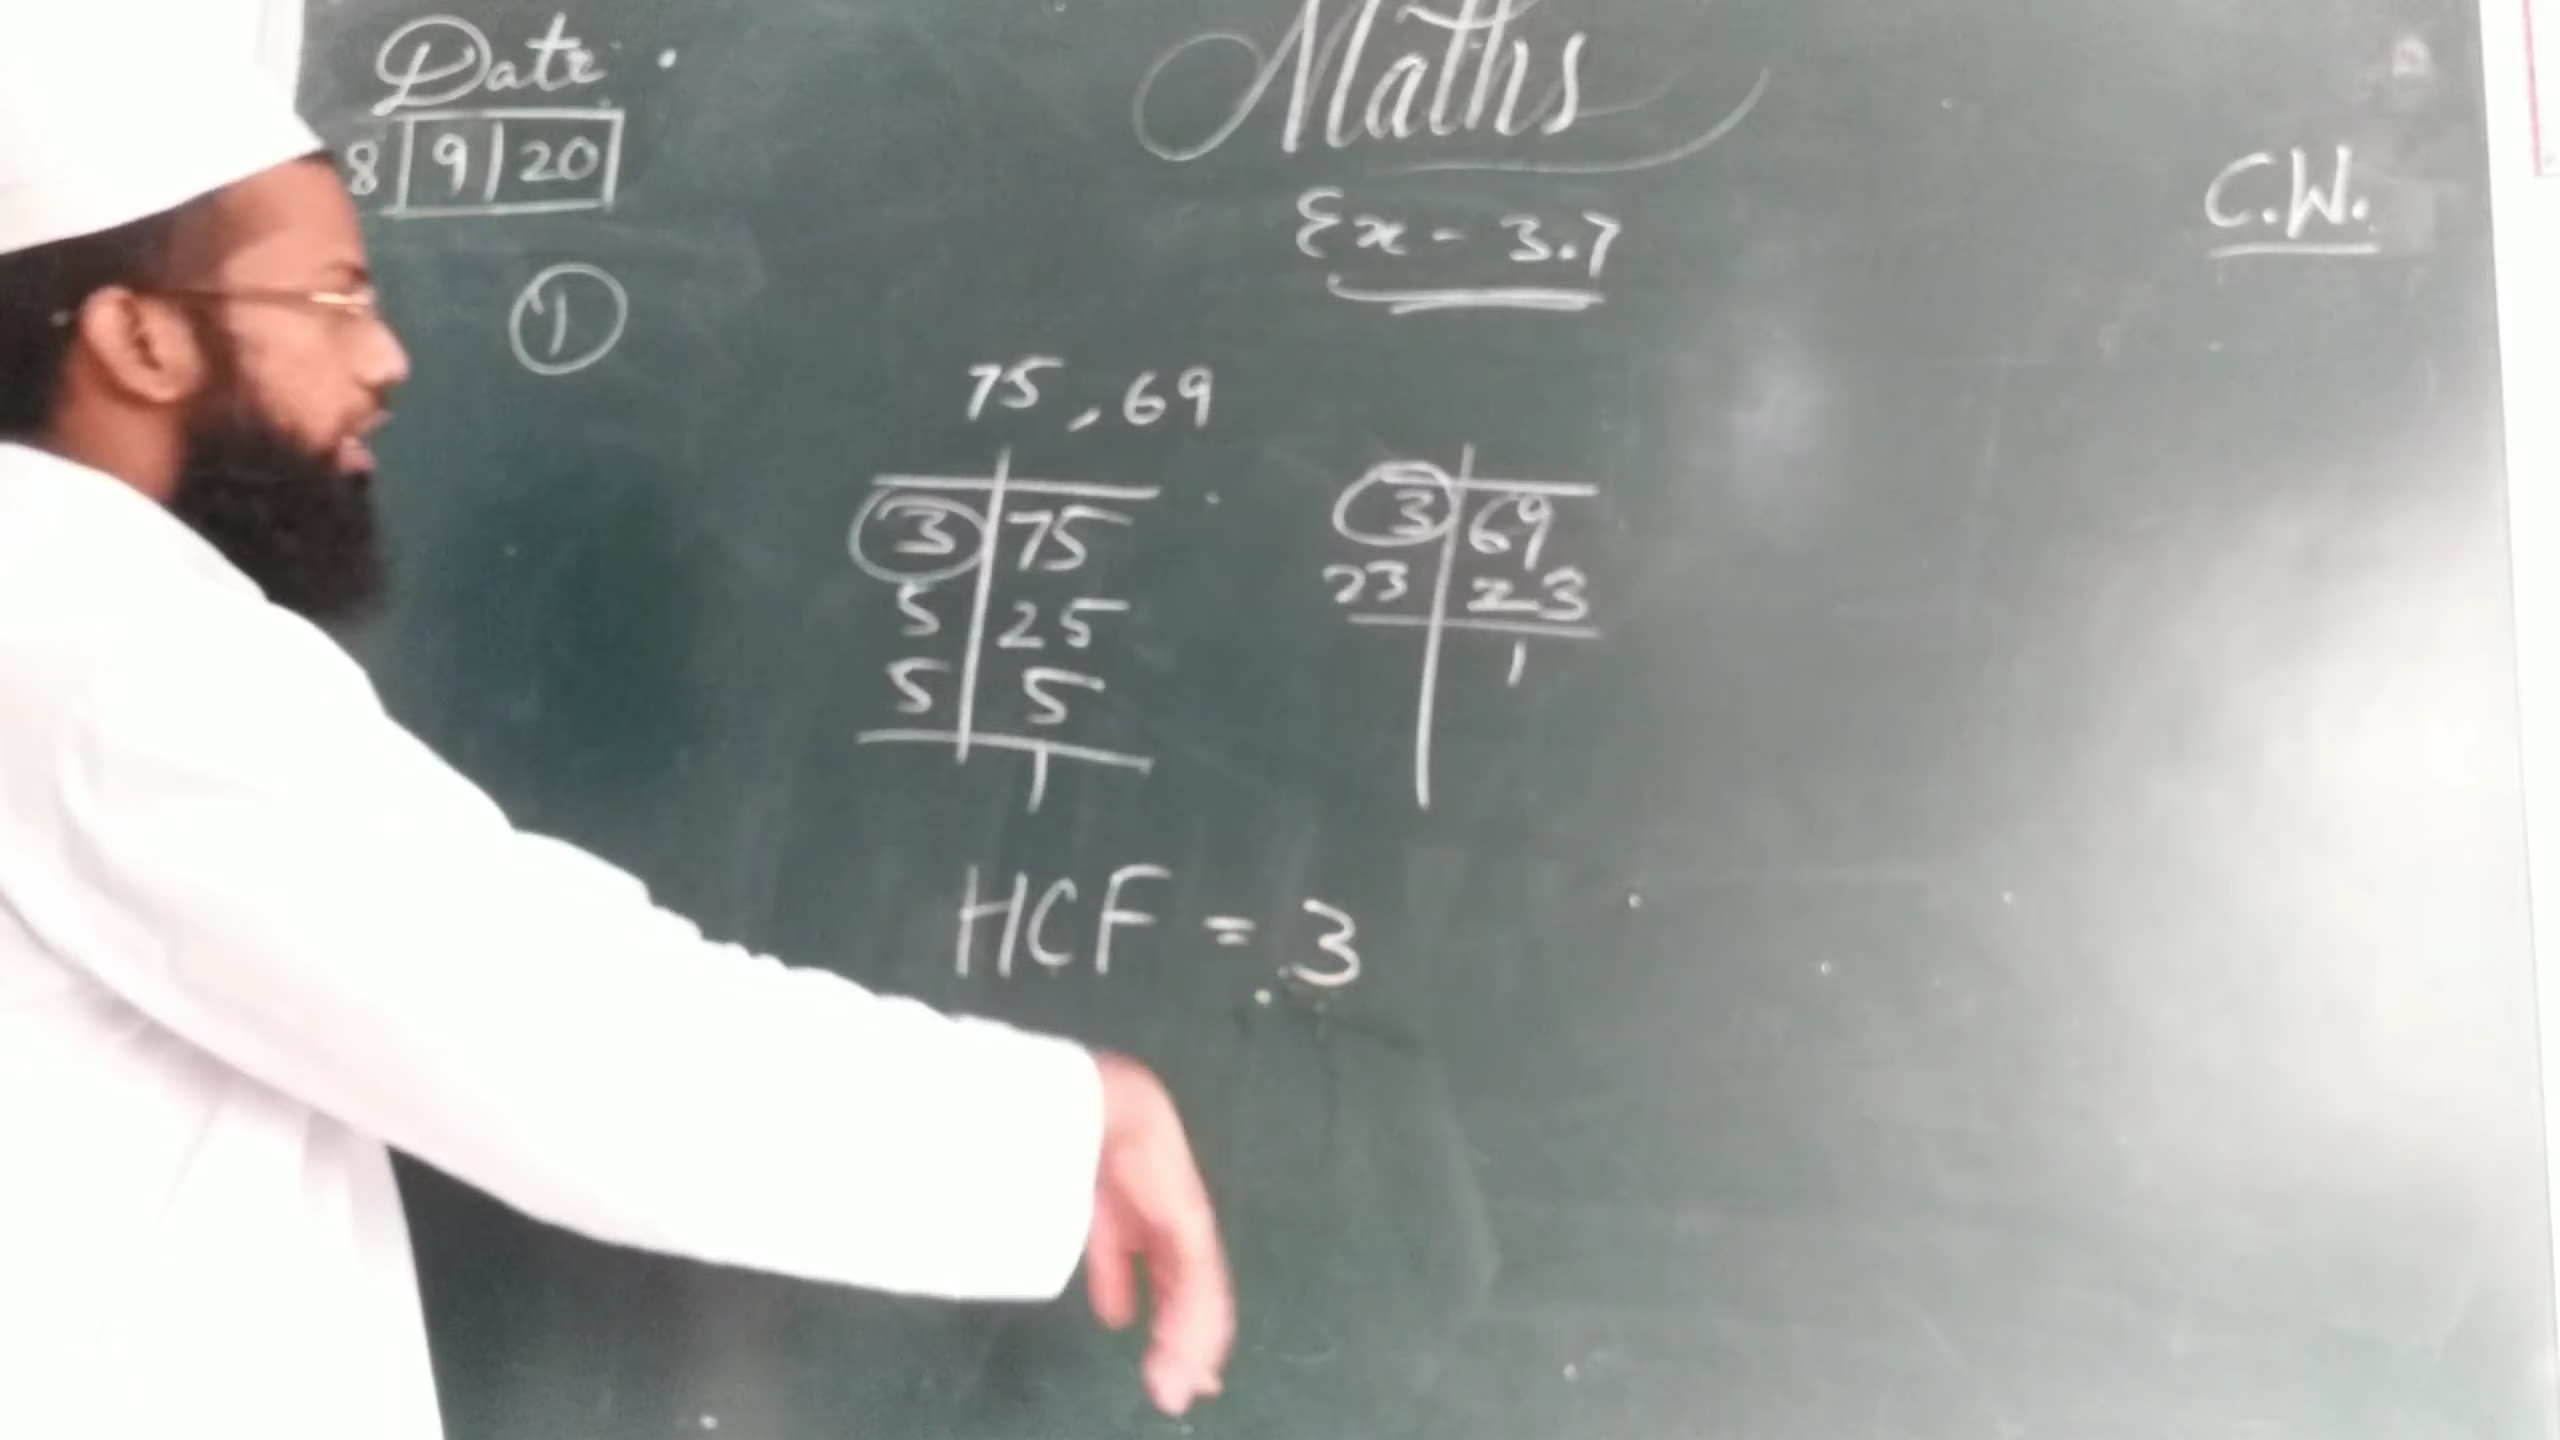 Date
Maths
8 | 9 | 20
C.W.
Ex - 3.7
1
75, 69
3 | 75
5 | 25
5 | 5
1
3 | 69
23 | 23
1
HCF = 3